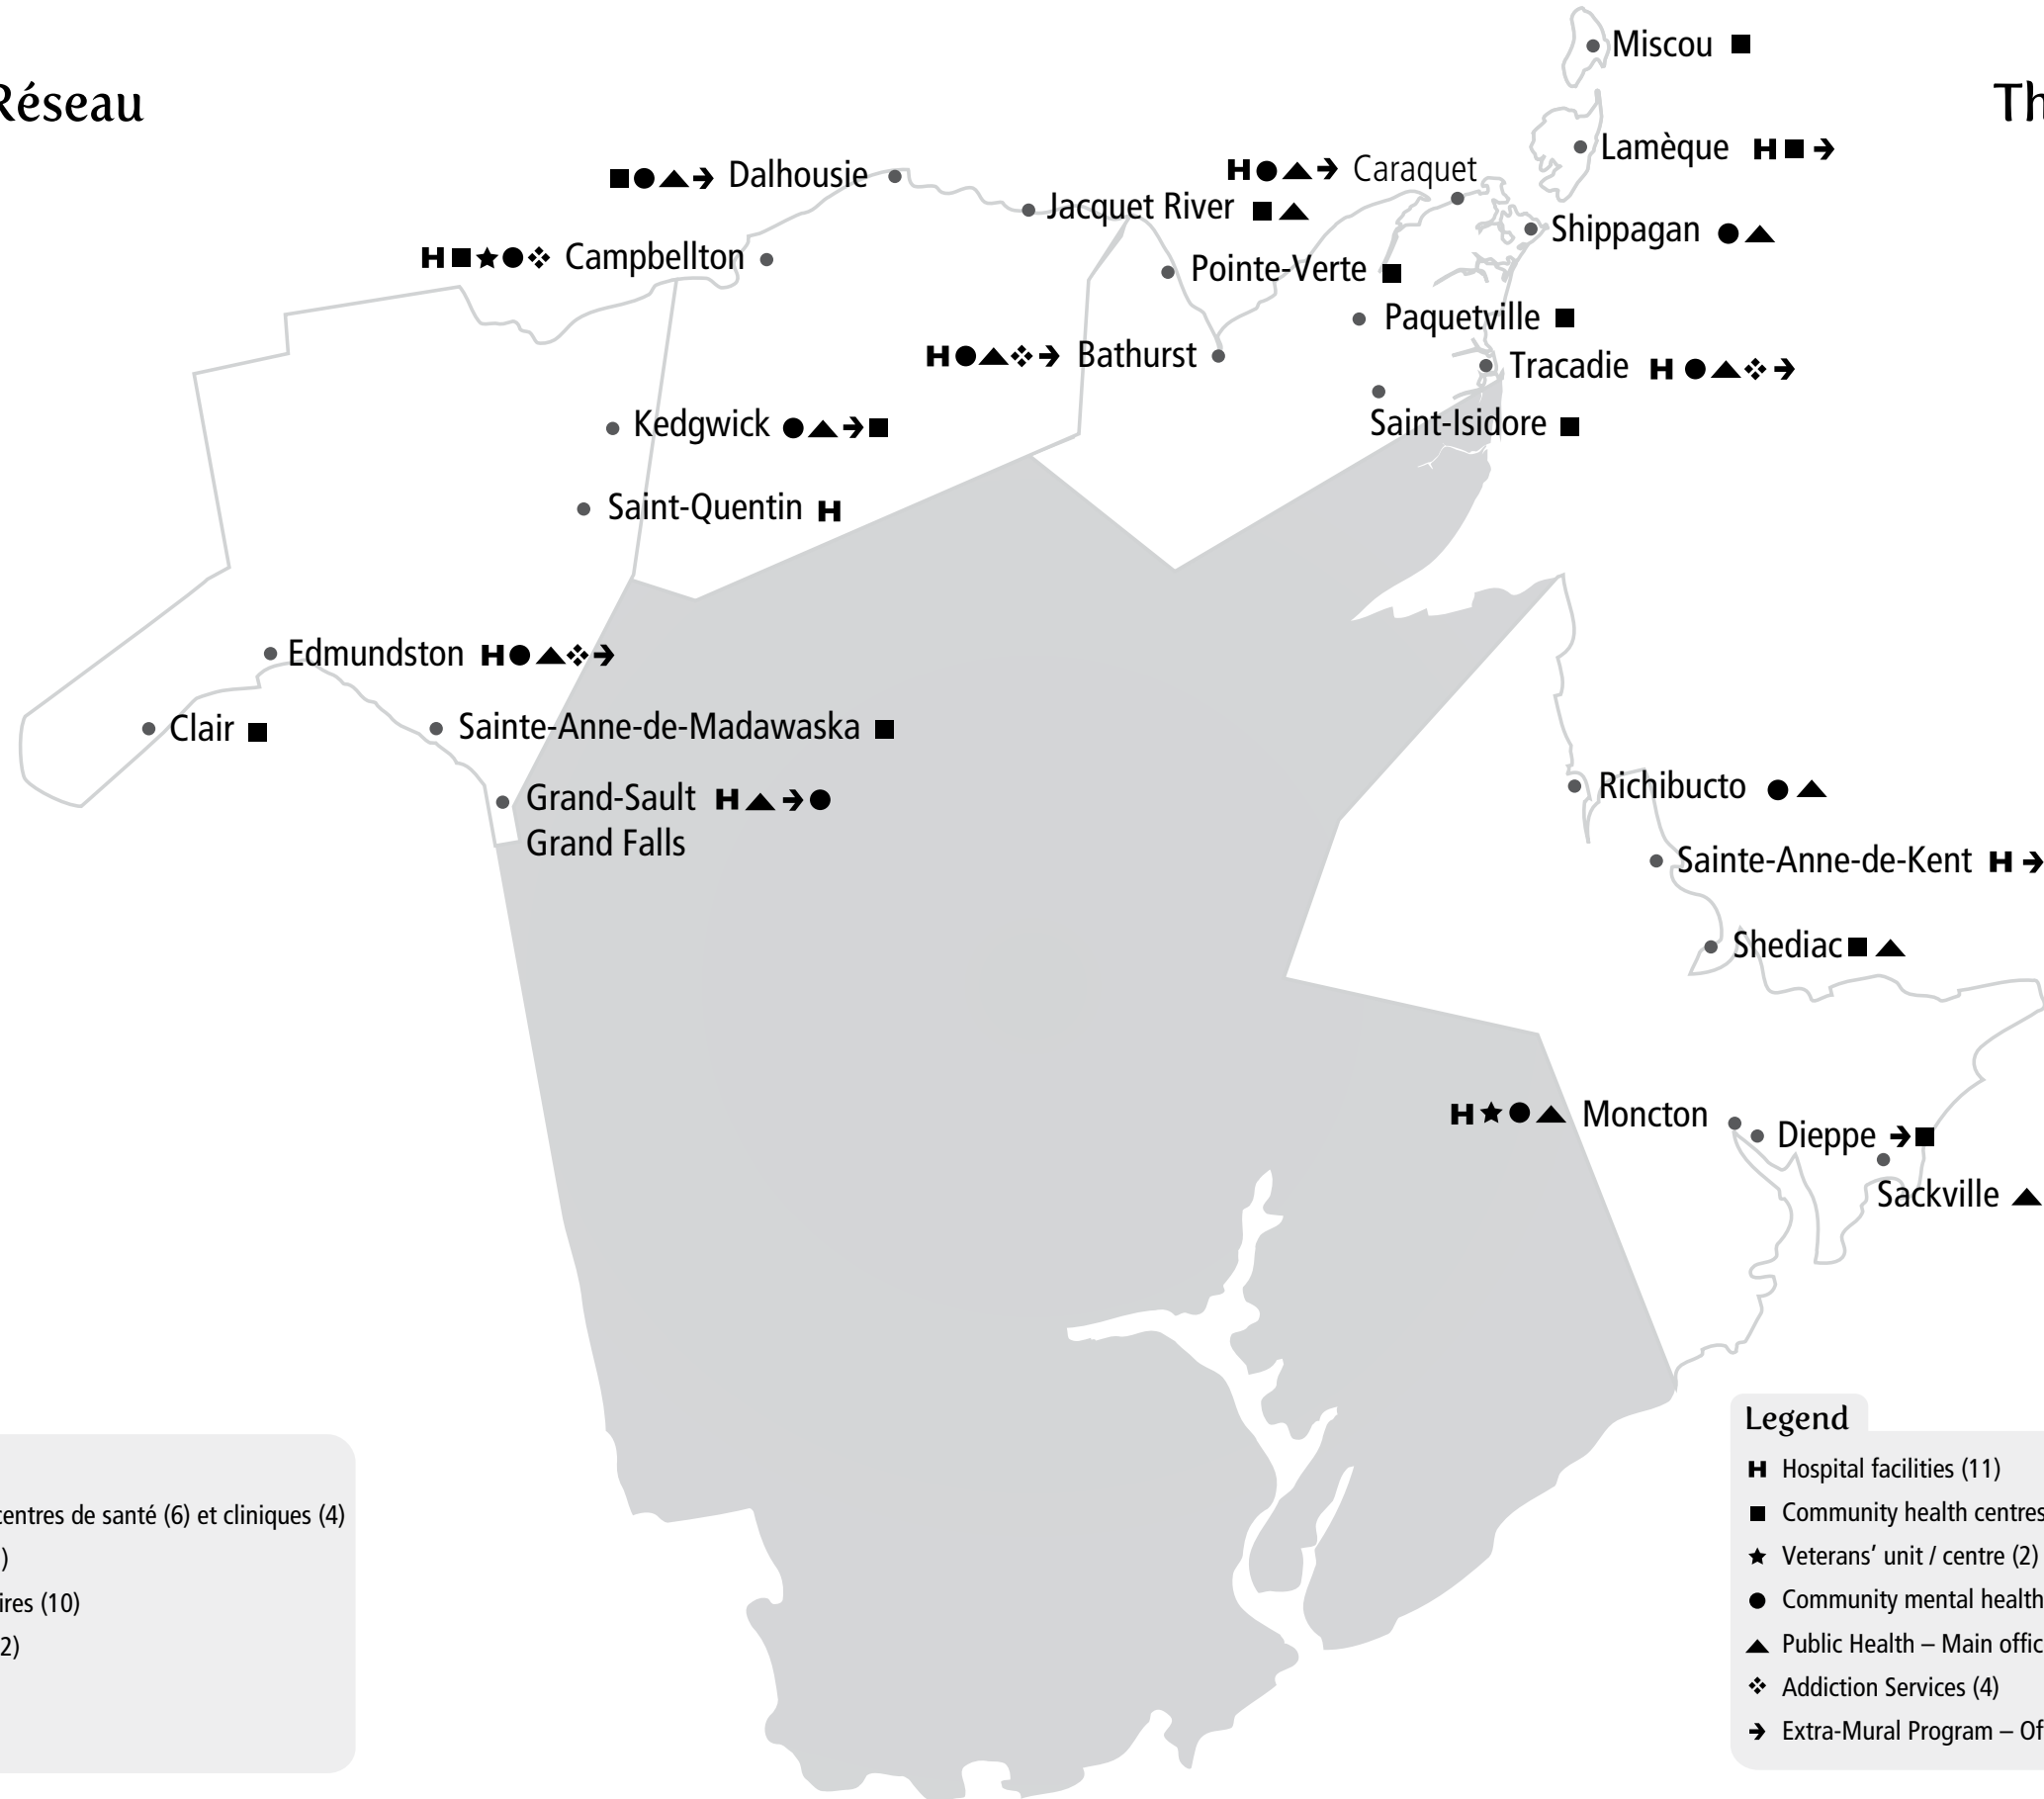 Réseau
Miscou
Lamèque
Dalhousie
Caraquet
Jacquet River
Shippagan
Campbellton
Pointe-Verte
Paquetville
Bathurst
Tracadie
Kedgwick
Saint-Isidore
Saint-Quentin
Edmundston
Clair
Sainte-Anne-de-Madawaska
Grand-Sault
Grand Falls
Richibucto
Sainte-Anne-de-Kent
Shediac
Moncton
Dieppe
Sackville
centres de santé (6) et cliniques (4)
ires (10)
2)
Legend
H Hospital facilities (11)
Community health centres
Veterans’ unit / centre (2)
Community mental health
Public Health – Main offic
Addiction Services (4)
Extra-Mural Program – Of